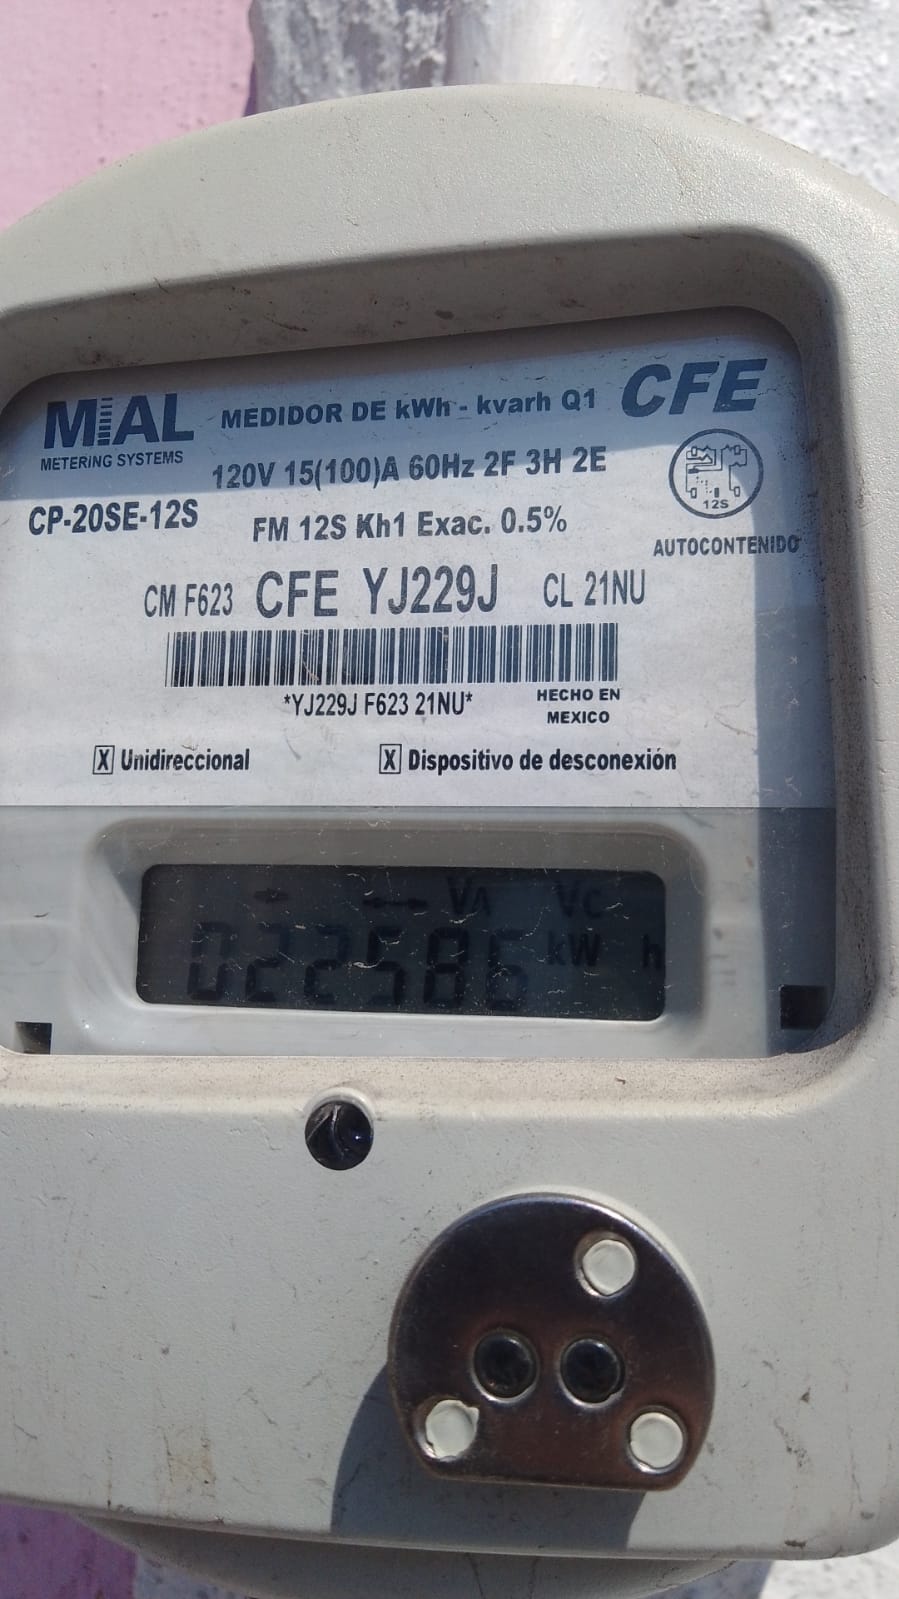 MIAL
METERING SYSTEMS
MEDIDOR DE kWh - kvarh Q1
CFE
120V 15(100)A 60Hz 2F 3H 2E
CP-20SE-12S
FM 12S Kh1 Exac. 0.5%
12S
AUTOCONTENIDO
CM F623 CFE YJ229J CL 21NU
*YJ229J F623 21NU*
HECHO EN
MEXICO
X Unidireccional
X Dispositivo de desconexión
VA VC
022586 kW h